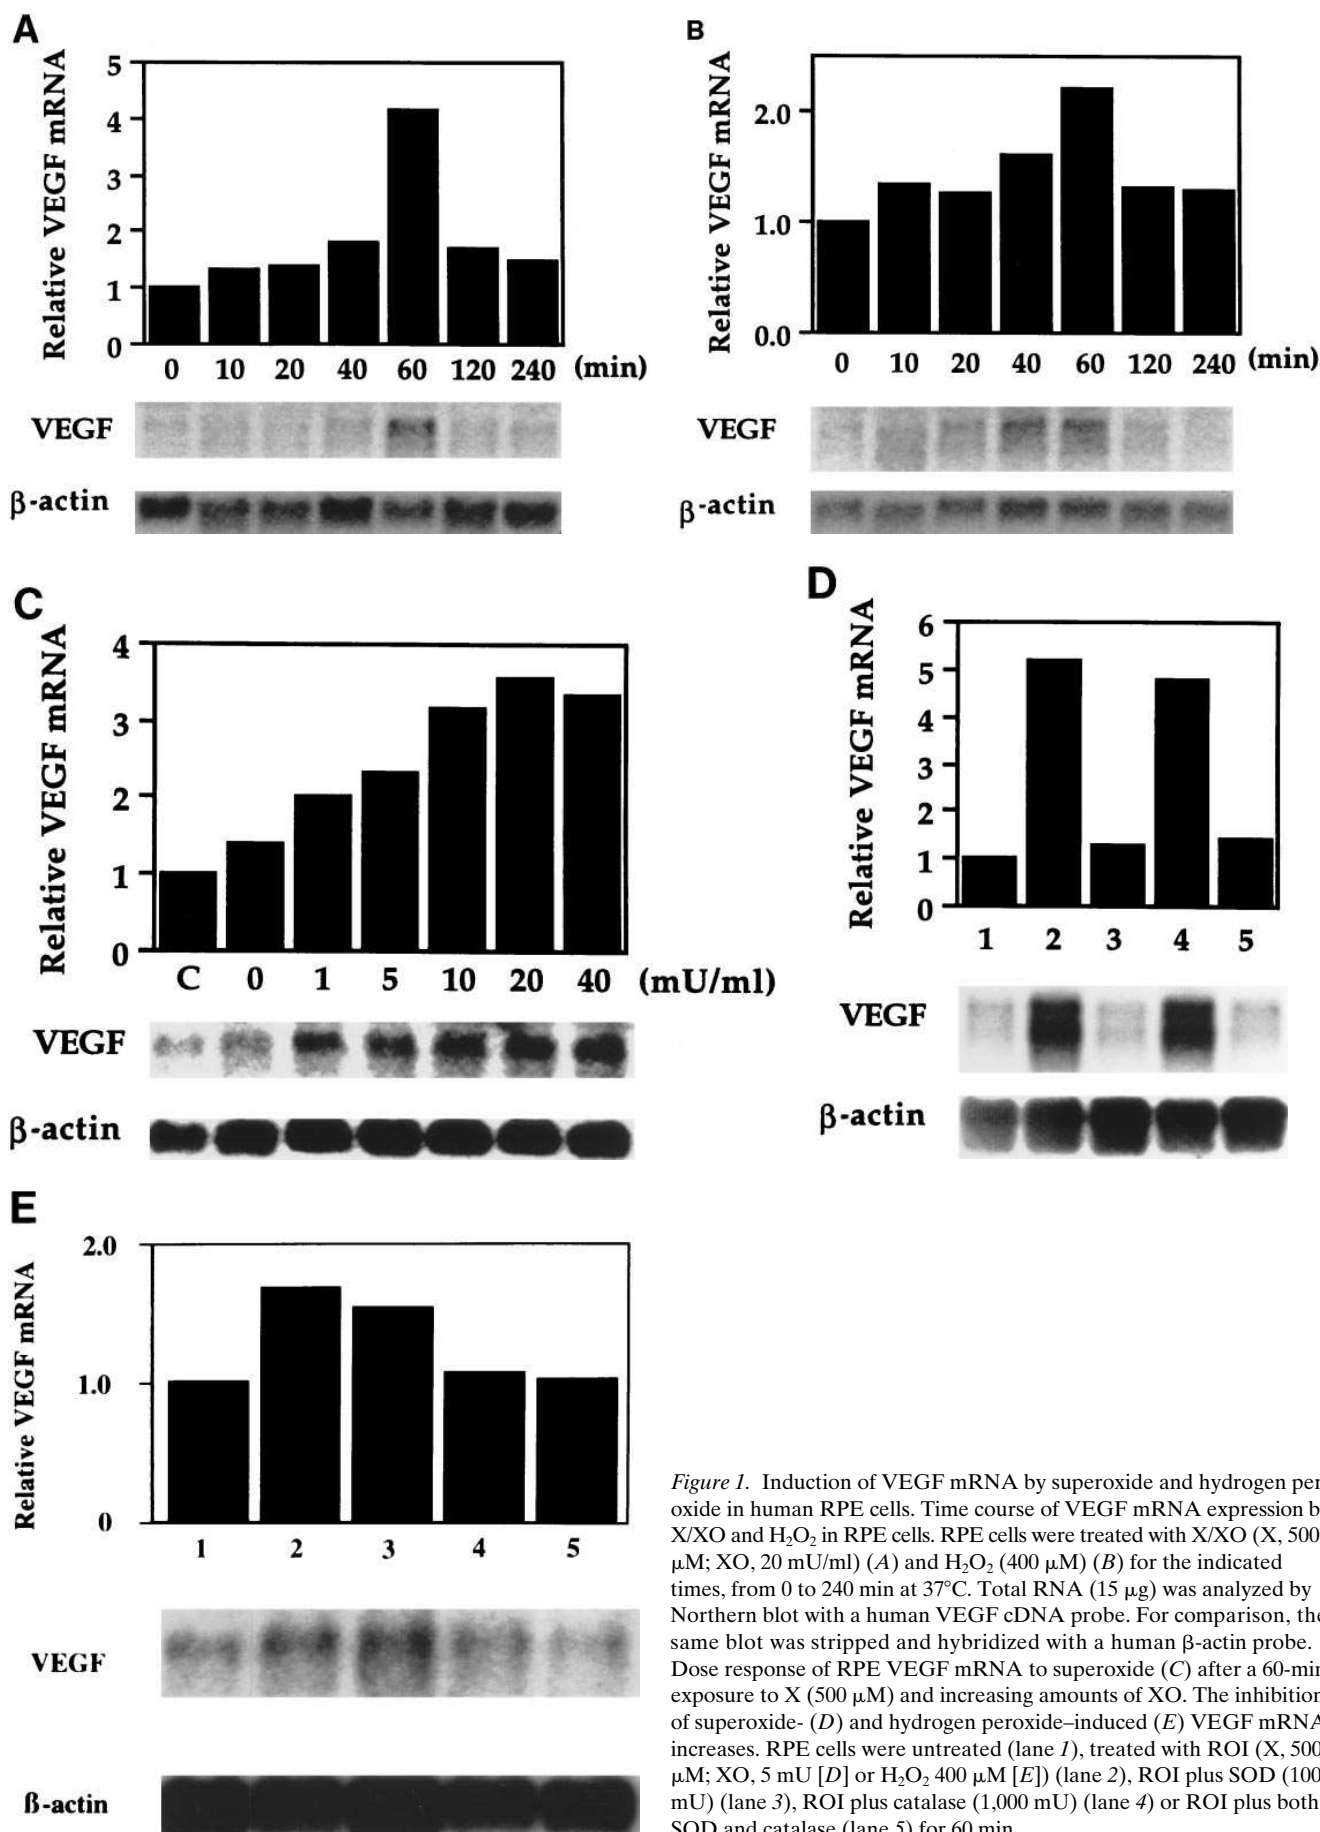 A
Relative VEGF mRNA
5
4
3
2
1
0
0 10 20 40 60 120 240 (min)
VEGF
β-actin
B
Relative VEGF mRNA
2.0
1.0
0.0
0 10 20 40 60 120 240 (min)
VEGF
β-actin
C
Relative VEGF mRNA
4
3
2
1
0
C 0 1 5 10 20 40 (mU/ml)
VEGF
β-actin
D
Relative VEGF mRNA
6
5
4
3
2
1
0
1 2 3 4 5
VEGF
β-actin
E
Relative VEGF mRNA
2.0
1.0
0
1 2 3 4 5
VEGF
ß-actin
Figure 1. Induction of VEGF mRNA by superoxide and hydrogen per
oxide in human RPE cells. Time course of VEGF mRNA expression b
X/XO and H₂O₂ in RPE cells. RPE cells were treated with X/XO (X, 500
μM; XO, 20 mU/ml) (A) and H₂O₂ (400 μM) (B) for the indicated
times, from 0 to 240 min at 37°C. Total RNA (15 μg) was analyzed by
Northern blot with a human VEGF cDNA probe. For comparison, the
same blot was stripped and hybridized with a human β-actin probe.
Dose response of RPE VEGF mRNA to superoxide (C) after a 60-min
exposure to X (500 μM) and increasing amounts of XO. The inhibition
of superoxide- (D) and hydrogen peroxide–induced (E) VEGF mRNA
increases. RPE cells were untreated (lane 1), treated with ROI (X, 500
μM; XO, 5 mU [D] or H₂O₂ 400 μM [E]) (lane 2), ROI plus SOD (100
mU) (lane 3), ROI plus catalase (1,000 mU) (lane 4) or ROI plus both
SOD and catalase (lane 5) for 60 min